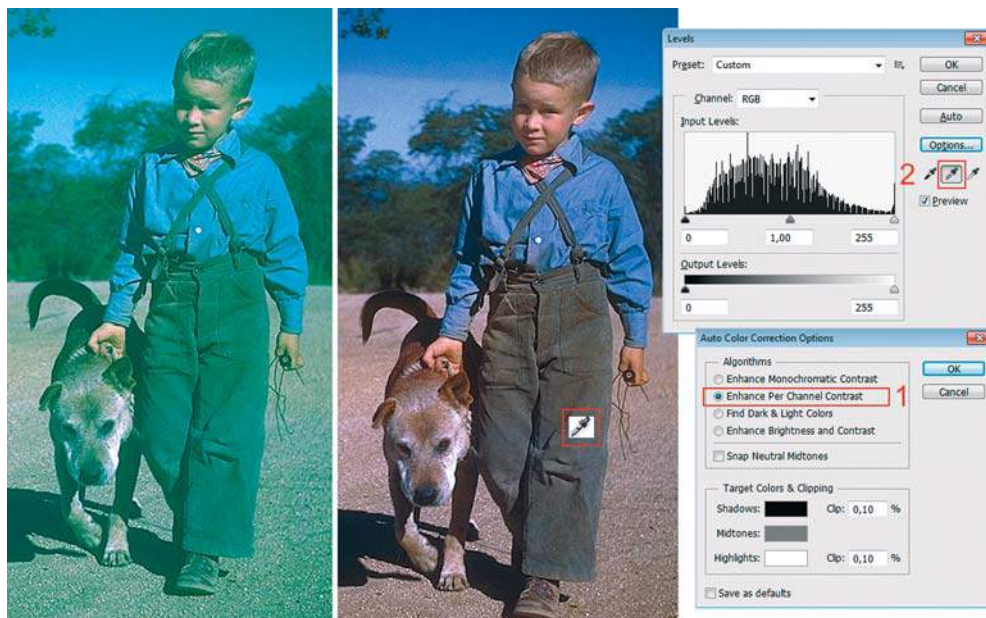 Levels
Preset: Custom
OK
Cancel
Channel: RGB
Auto
Input Levels:
Options...
2
Preview
0 1,00 255
Output Levels:
0 255
Auto Color Correction Options
Algorithms
OK
Enhance Monochromatic Contrast
Cancel
Enhance Per Channel Contrast 1
Find Dark & Light Colors
Enhance Brightness and Contrast
Snap Neutral Midtones
Target Colors & Clipping
Shadows: Clip: 0,10 %
Midtones:
Highlights: Clip: 0,10 %
Save as defaults